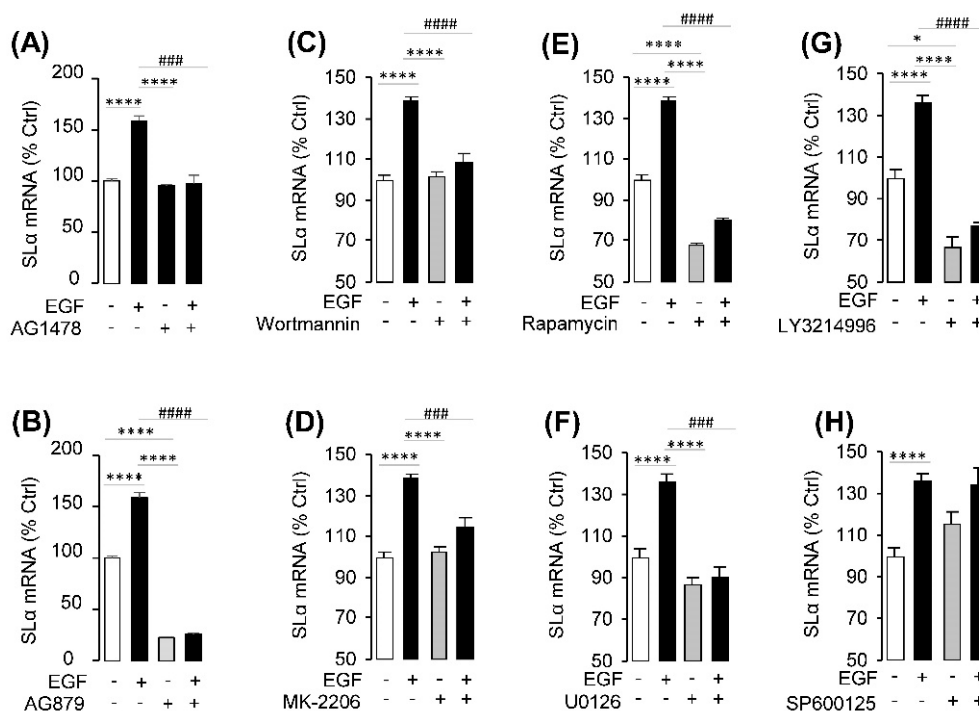 (A)
###
****
****
SLα mRNA (% Ctrl)
200
150
100
50
0
EGF - + - +
AG1478 - - + +
(C)
####
****
****
SLα mRNA (% Ctrl)
150
130
110
90
70
50
EGF - + - +
Wortmannin - - + +
(E)
####
****
****
****
SLα mRNA (% Ctrl)
150
130
110
90
70
50
EGF - + - +
Rapamycin - - + +
(G)
####
*
****
****
SLα mRNA (% Ctrl)
150
130
110
90
70
50
EGF - + - +
LY3214996 - - + +
(B)
####
****
****
****
SLα mRNA (% Ctrl)
200
150
100
50
0
EGF - + - +
AG879 - - + +
(D)
###
****
****
SLα mRNA (% Ctrl)
150
130
110
90
70
50
EGF - + - +
MK-2206 - - + +
(F)
###
****
****
SLα mRNA (% Ctrl)
150
130
110
90
70
50
EGF - + - +
U0126 - - + +
(H)
****
SLα mRNA (% Ctrl)
150
130
110
90
70
50
EGF - + - +
SP600125 - - + +